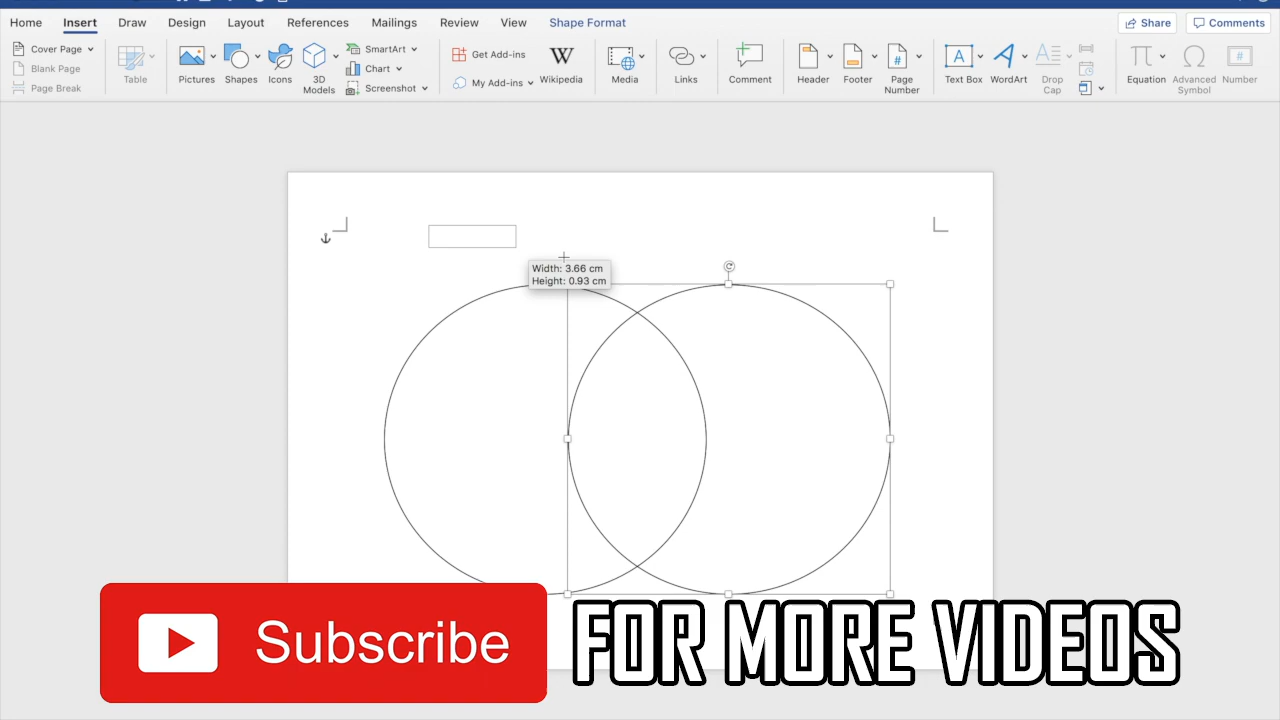 Home Insert Draw Design Layout References Mailings Review View Shape Format Share Comments
Cover Page
Blank Page
Page Break
Table
Pictures
Shapes
Icons
3D
Models
SmartArt
Chart
Screenshot
Get Add-ins
My Add-ins
W
Wikipedia
Media
Links
Comment
Header
Footer
#
Page
Number
A
Text Box
A
WordArt
A
Drop
Cap
π
Equation
Ω
Advanced
Symbol
#
Number
Width: 3.66 cm
Height: 0.93 cm
Subscribe
FOR MORE VIDEOS